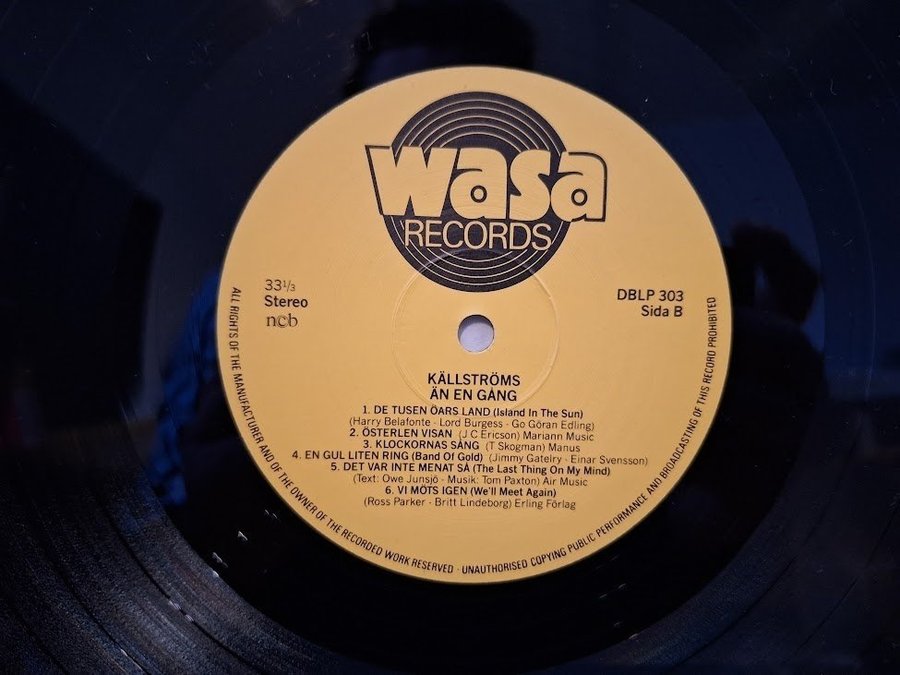 wasa
RECORDS
33 1/3
Stereo
ncb
DBLP 303
Sida B
KÄLLSTRÖMS
ÄN EN GÅNG
1. DE TUSEN ÖARS LAND (Island In The Sun)
(Harry Belafonte - Lord Burgess - Go Göran Edling)
2. ÖSTERLEN VISAN (J C Ericson) Mariann Music
3. KLOCKORNAS SÅNG (T Skogman) Manus
4. EN GUL LITEN RING (Band Of Gold) (Jimmy Gatelry - Einar Svensson)
5. DET VAR INTE MENAT SÅ (The Last Thing On My Mind)
(Text: Owe Junsjö - Musik: Tom Paxton) Air Music
6. VI MÖTS IGEN (We'll Meet Again)
(Ross Parker - Britt Lindeborg) Erling Förlag
ALL RIGHTS OF THE MANUFACTURER AND OF THE OWNER OF THE RECORDED WORK RESERVED · UNAUTHORISED COPYING PUBLIC PERFORMANCE AND BROADCASTING OF THIS RECORD PROHIBITED